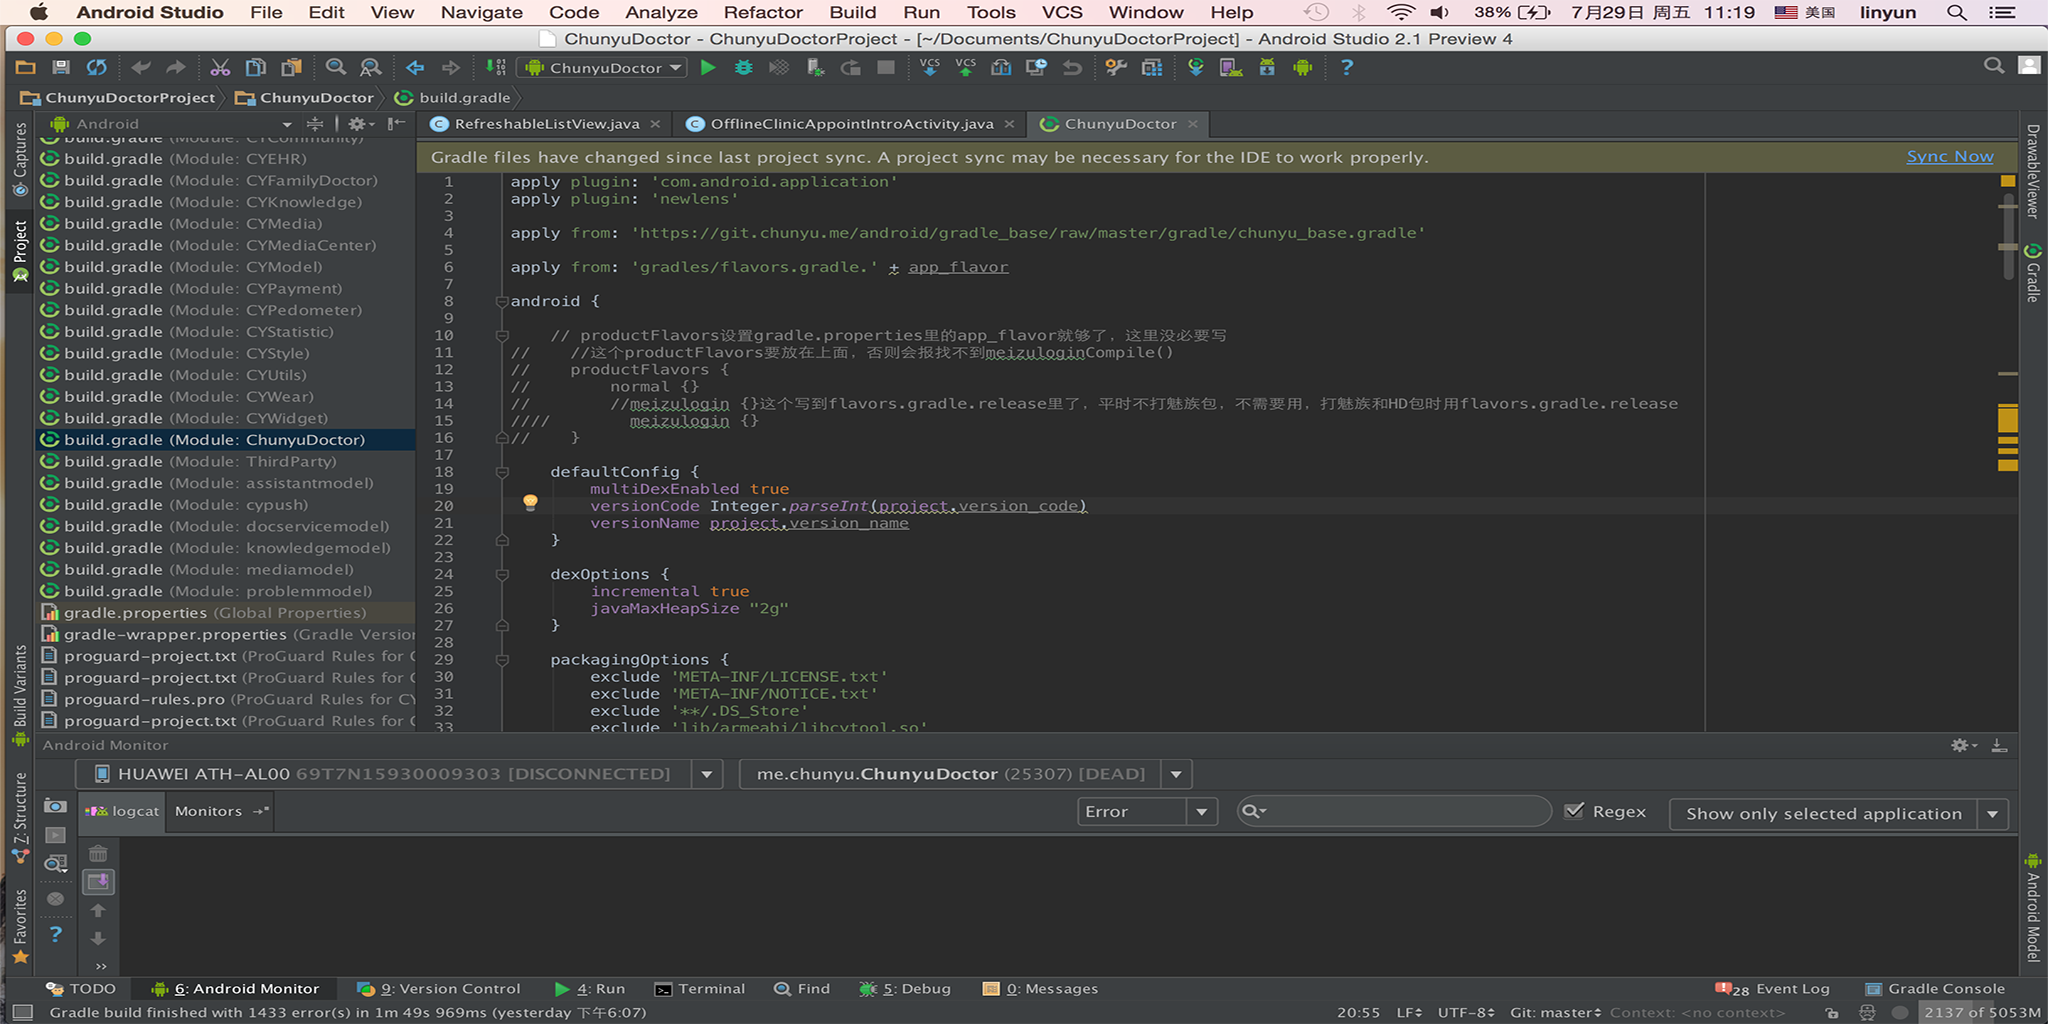 Android Studio File Edit View Navigate Code Analyze Refactor Build Run Tools VCS Window Help 38% 7月29日 周五 11:19 美国 linyun
ChunyuDoctor - ChunyuDoctorProject - [~/Documents/ChunyuDoctorProject] - Android Studio 2.1 Preview 4
ChunyuDoctor VCS VCS ?
ChunyuDoctorProject ChunyuDoctor build.gradle
Android
RefreshableListView.java OfflineClinicAppointIntroActivity.java ChunyuDoctor
Captures
Project
Build Variants
Z: Structure
Favorites
build.gradle (Module: CYCommunity)
build.gradle (Module: CYEHR)
build.gradle (Module: CYFamilyDoctor)
build.gradle (Module: CYKnowledge)
build.gradle (Module: CYMedia)
build.gradle (Module: CYMediaCenter)
build.gradle (Module: CYModel)
build.gradle (Module: CYPayment)
build.gradle (Module: CYPedometer)
build.gradle (Module: CYStatistic)
build.gradle (Module: CYStyle)
build.gradle (Module: CYUtils)
build.gradle (Module: CYWear)
build.gradle (Module: CYWidget)
build.gradle (Module: ChunyuDoctor)
build.gradle (Module: ThirdParty)
build.gradle (Module: assistantmodel)
build.gradle (Module: cypush)
build.gradle (Module: docservicemodel)
build.gradle (Module: knowledgemodel)
build.gradle (Module: mediamodel)
build.gradle (Module: problemmodel)
gradle.properties (Global Properties)
gradle-wrapper.properties (Gradle Version
proguard-project.txt (ProGuard Rules for C
proguard-project.txt (ProGuard Rules for C
proguard-rules.pro (ProGuard Rules for CY
proguard-project.txt (ProGuard Rules for C
Gradle files have changed since last project sync. A project sync may be necessary for the IDE to work properly. Sync Now
1 apply plugin: 'com.android.application'
2 apply plugin: 'newlens'
3
4 apply from: 'https://git.chunyu.me/android/gradle_base/raw/master/gradle/chunyu_base.gradle'
5
6 apply from: 'gradles/flavors.gradle.' + app_flavor
7
8 android {
9
10 // productFlavors设置gradle.properties里的app_flavor就够了，这里没必要写
11 // //这个productFlavors要放在上面，否则会报找不到meizuloginCompile()
12 // productFlavors {
13 // normal {}
14 // //meizulogin {}这个写到flavors.gradle.release里了，平时不打魅族包，不需要用，打魅族和HD包时用flavors.gradle.release
15 //// meizulogin {}
16 // }
17
18 defaultConfig {
19 multiDexEnabled true
20 versionCode Integer.parseInt(project.version_code)
21 versionName project.version_name
22 }
23
24 dexOptions {
25 incremental true
26 javaMaxHeapSize "2g"
27 }
28
29 packagingOptions {
30 exclude 'META-INF/LICENSE.txt'
31 exclude 'META-INF/NOTICE.txt'
32 exclude '**/.DS_Store'
33 exclude 'lib/armeabi/libcytool.so'
DrawableViewer
Gradle
Android Model
Android Monitor
HUAWEI ATH-AL00 69T7N15930009303 [DISCONNECTED] me.chunyu.ChunyuDoctor (25307) [DEAD]
logcat Monitors Error Regex Show only selected application
?
»
TODO 6: Android Monitor 9: Version Control 4: Run Terminal Find 5: Debug 0: Messages 28 Event Log Gradle Console
Gradle build finished with 1433 error(s) in 1m 49s 969ms (yesterday 下午6:07) 20:55 LF UTF-8 Git: master Context: <no context> 2137 of 5053M